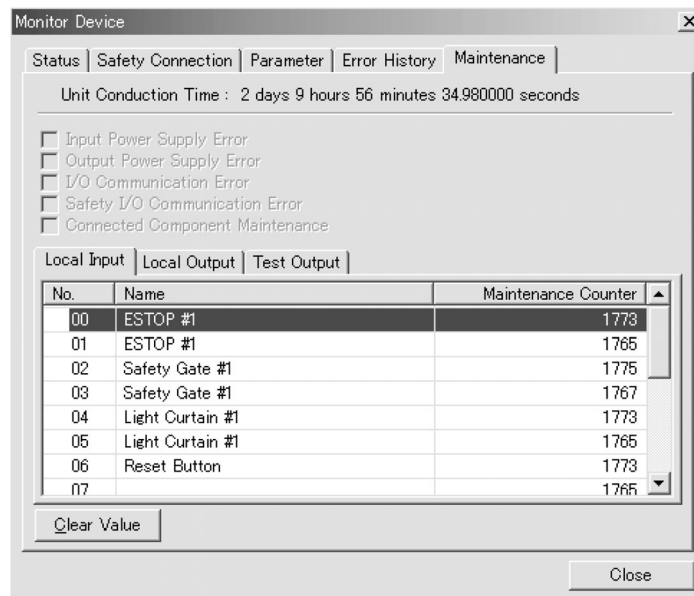 Monitor Device
Status Safety Connection Parameter Error History Maintenance
Unit Conduction Time : 2 days 9 hours 56 minutes 34.980000 seconds
Input Power Supply Error
Output Power Supply Error
I/O Communication Error
Safety I/O Communication Error
Connected Component Maintenance
Local Input Local Output Test Output
No. Name Maintenance Counter
00 ESTOP #1 1773
01 ESTOP #1 1765
02 Safety Gate #1 1775
03 Safety Gate #1 1767
04 Light Curtain #1 1773
05 Light Curtain #1 1765
06 Reset Button 1773
07 1765
Clear Value
Close